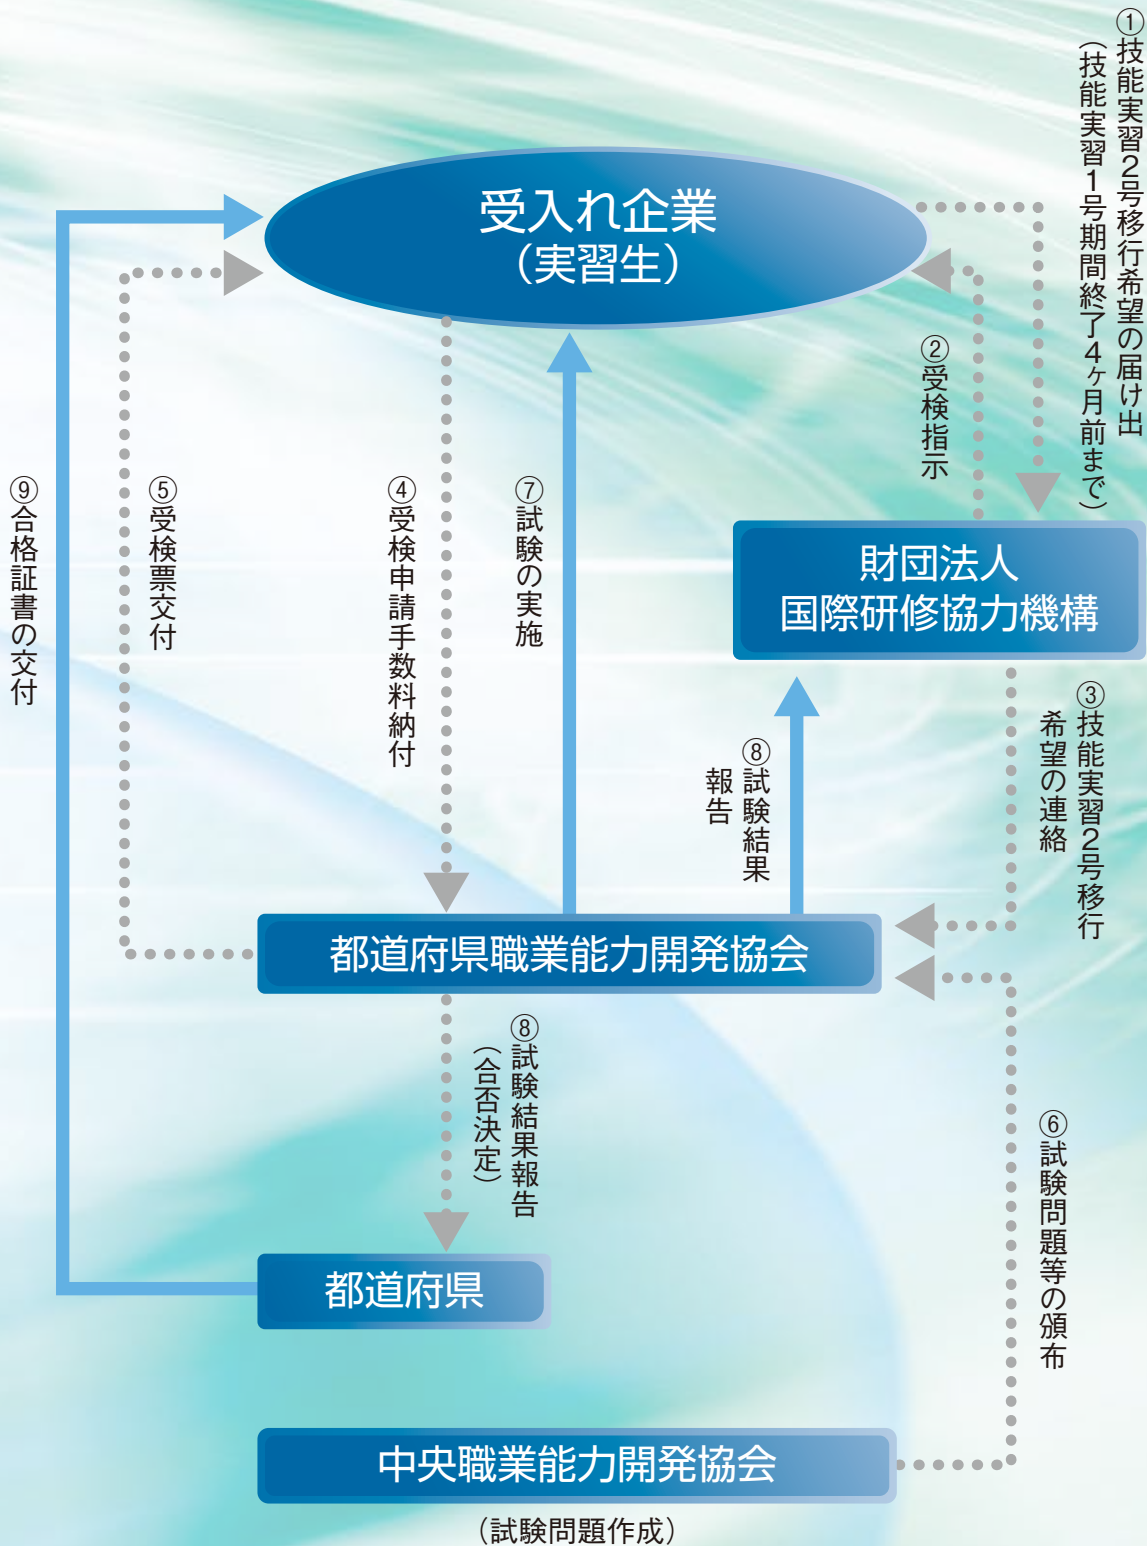 ①技能実習2号移行希望の届け出
（技能実習1号期間終了4ヶ月前まで）
受入れ企業
（実習生）
②受検指示
財団法人
国際研修協力機構
③技能実習2号移行
希望の連絡
④受検申請手数料納付
⑤受検票交付
⑦試験の実施
⑨合格証書の交付
⑧試験結果
報告
都道府県職業能力開発協会
⑧試験結果報告
（合否決定）
⑥試験問題等の頒布
都道府県
中央職業能力開発協会
（試験問題作成）